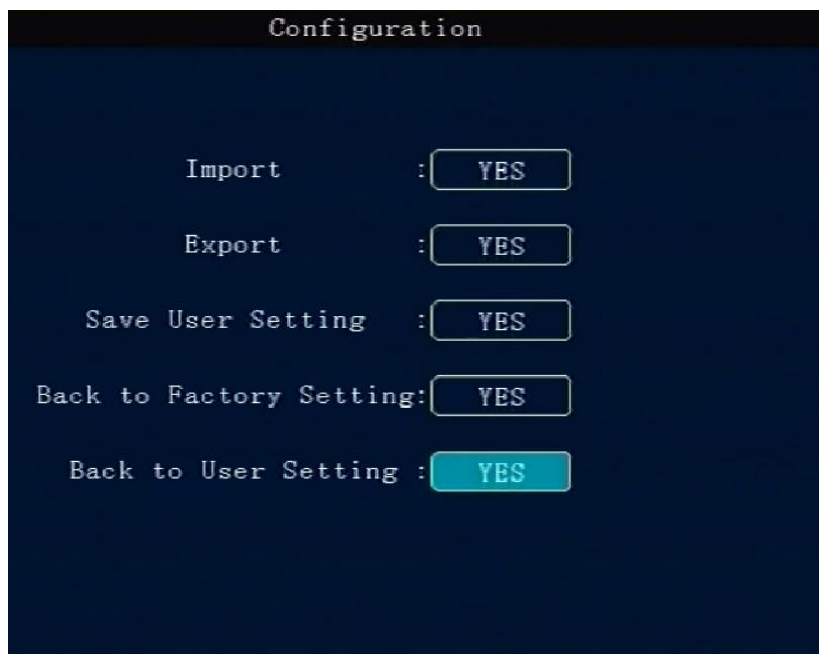 Configuration
Import : YES
Export : YES
Save User Setting : YES
Back to Factory Setting: YES
Back to User Setting : YES